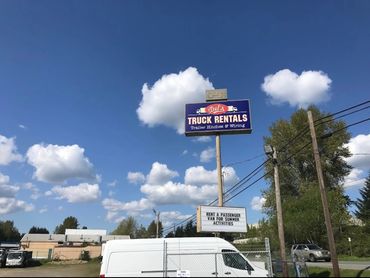 TRUCK RENTALS
Trailer Hitches & Wiring
RENT A PASSENGER
VAN FOR SUMMER
ACTIVITIES